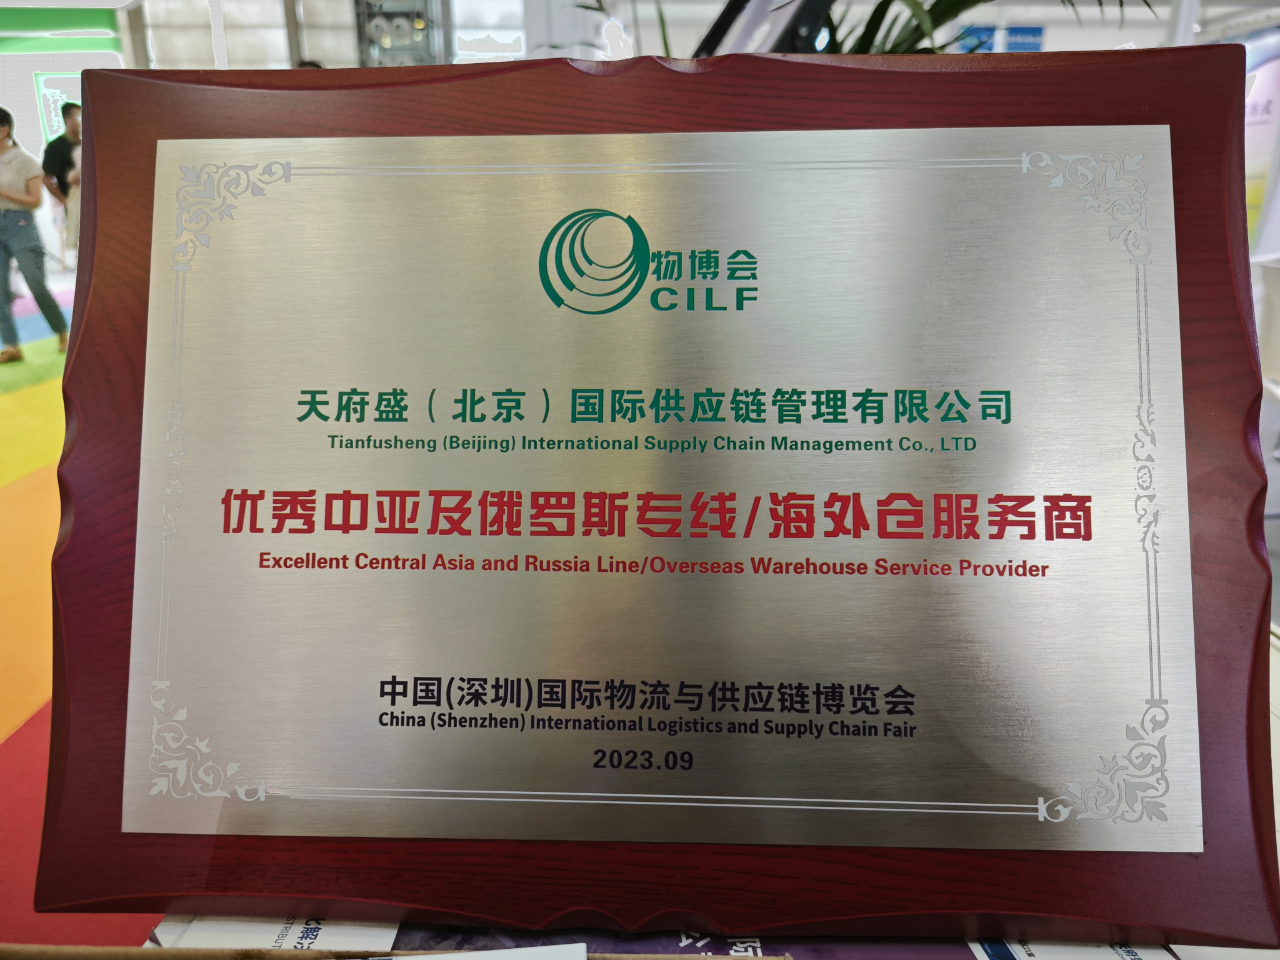 物博会
CILF
天府盛（北京）国际供应链管理有限公司
Tianfusheng (Beijing) International Supply Chain Management Co., LTD
优秀中亚及俄罗斯专线/海外仓服务商
Excellent Central Asia and Russia Line/Overseas Warehouse Service Provider
中国(深圳)国际物流与供应链博览会
China (Shenzhen) International Logistics and Supply Chain Fair
2023.09